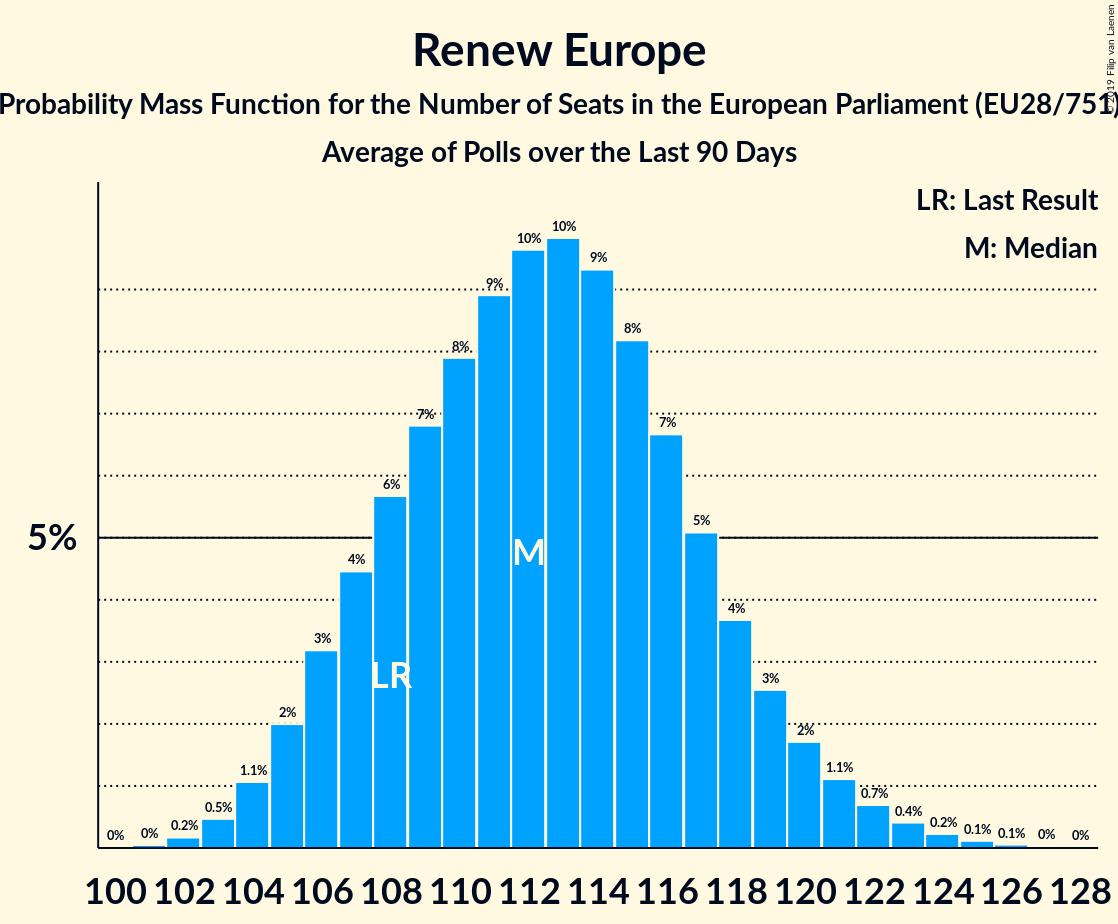 Renew Europe
Probability Mass Function for the Number of Seats in the European Parliament (EU28/751)
Average of Polls over the Last 90 Days
© 2019 Filip van Laenen
LR: Last Result
M: Median
5%
0% 0% 0.2% 0.5% 1.1% 2% 3% 4% 6% 7% 8% 9% 10% 10% 9% 8% 7% 5% 4% 3% 2% 1.1% 0.7% 0.4% 0.2% 0.1% 0.1% 0% 0%
LR M
100 102 104 106 108 110 112 114 116 118 120 122 124 126 128